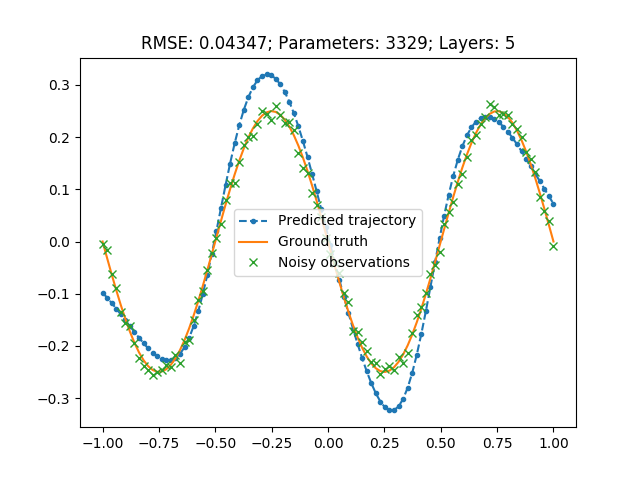 RMSE: 0.04347; Parameters: 3329; Layers: 5
0.3
0.2
0.1
0.0
−0.1
−0.2
−0.3
Predicted trajectory
Ground truth
Noisy observations
−1.00 −0.75 −0.50 −0.25 0.00 0.25 0.50 0.75 1.00